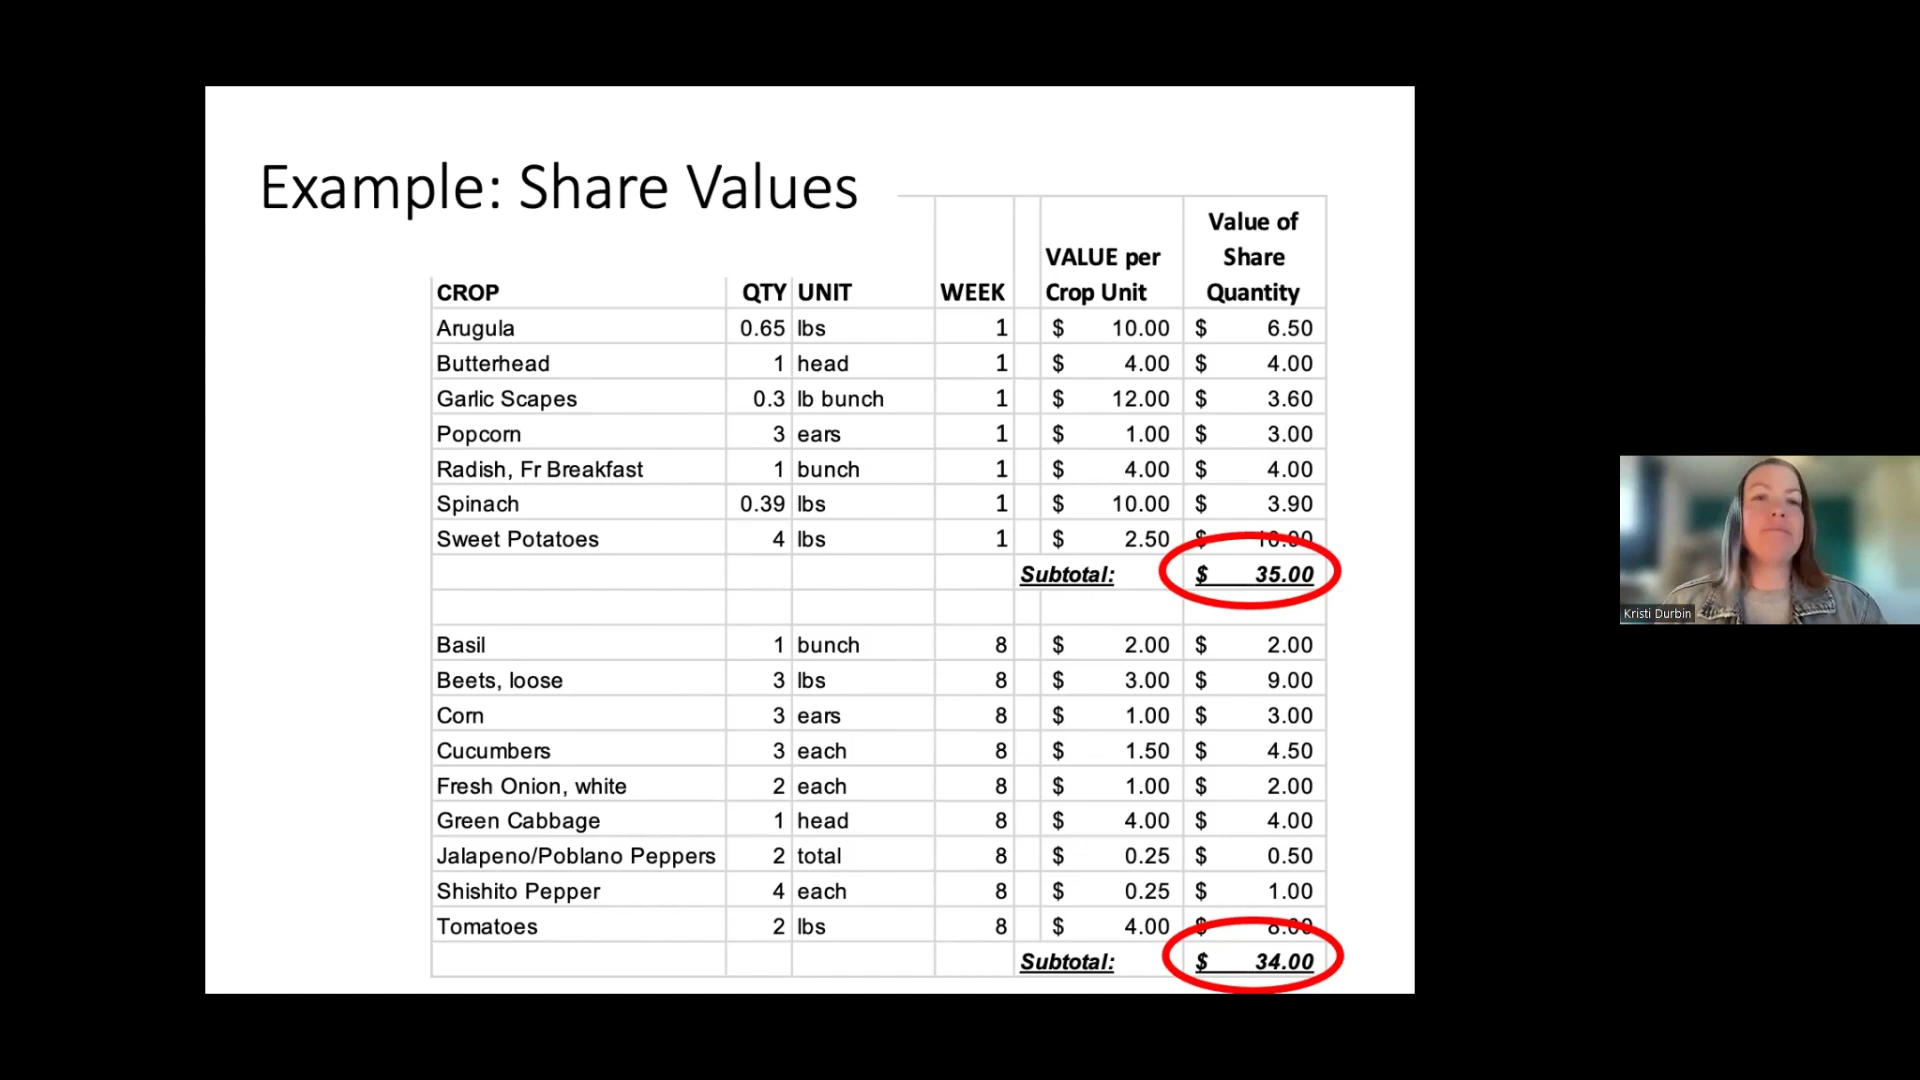 Example: Share Values
CROP QTY UNIT WEEK VALUE per Crop Unit Value of Share Quantity
Arugula 0.65 lbs 1 $ 10.00 $ 6.50
Butterhead 1 head 1 $ 4.00 $ 4.00
Garlic Scapes 0.3 lb bunch 1 $ 12.00 $ 3.60
Popcorn 3 ears 1 $ 1.00 $ 3.00
Radish, Fr Breakfast 1 bunch 1 $ 4.00 $ 4.00
Spinach 0.39 lbs 1 $ 10.00 $ 3.90
Sweet Potatoes 4 lbs 1 $ 2.50 $ 10.00
Subtotal: $ 35.00
Basil 1 bunch 8 $ 2.00 $ 2.00
Beets, loose 3 lbs 8 $ 3.00 $ 9.00
Corn 3 ears 8 $ 1.00 $ 3.00
Cucumbers 3 each 8 $ 1.50 $ 4.50
Fresh Onion, white 2 each 8 $ 1.00 $ 2.00
Green Cabbage 1 head 8 $ 4.00 $ 4.00
Jalapeno/Poblano Peppers 2 total 8 $ 0.25 $ 0.50
Shishito Pepper 4 each 8 $ 0.25 $ 1.00
Tomatoes 2 lbs 8 $ 4.00 $ 8.00
Subtotal: $ 34.00
Kristi Durbin